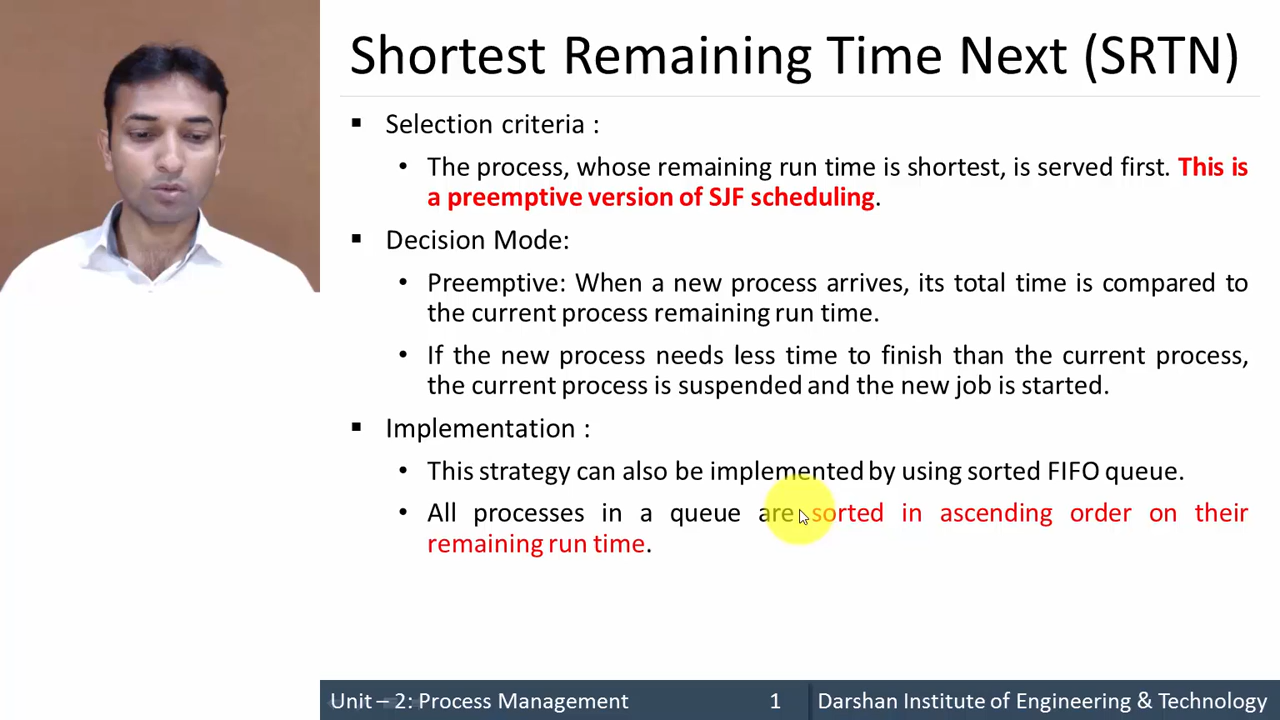 Shortest Remaining Time Next (SRTN)
▪ Selection criteria :
• The process, whose remaining run time is shortest, is served first. This is
a preemptive version of SJF scheduling.
▪ Decision Mode:
• Preemptive: When a new process arrives, its total time is compared to
the current process remaining run time.
• If the new process needs less time to finish than the current process,
the current process is suspended and the new job is started.
▪ Implementation :
• This strategy can also be implemented by using sorted FIFO queue.
• All processes in a queue are sorted in ascending order on their
remaining run time.
Unit – 2: Process Management 1 Darshan Institute of Engineering & Technology